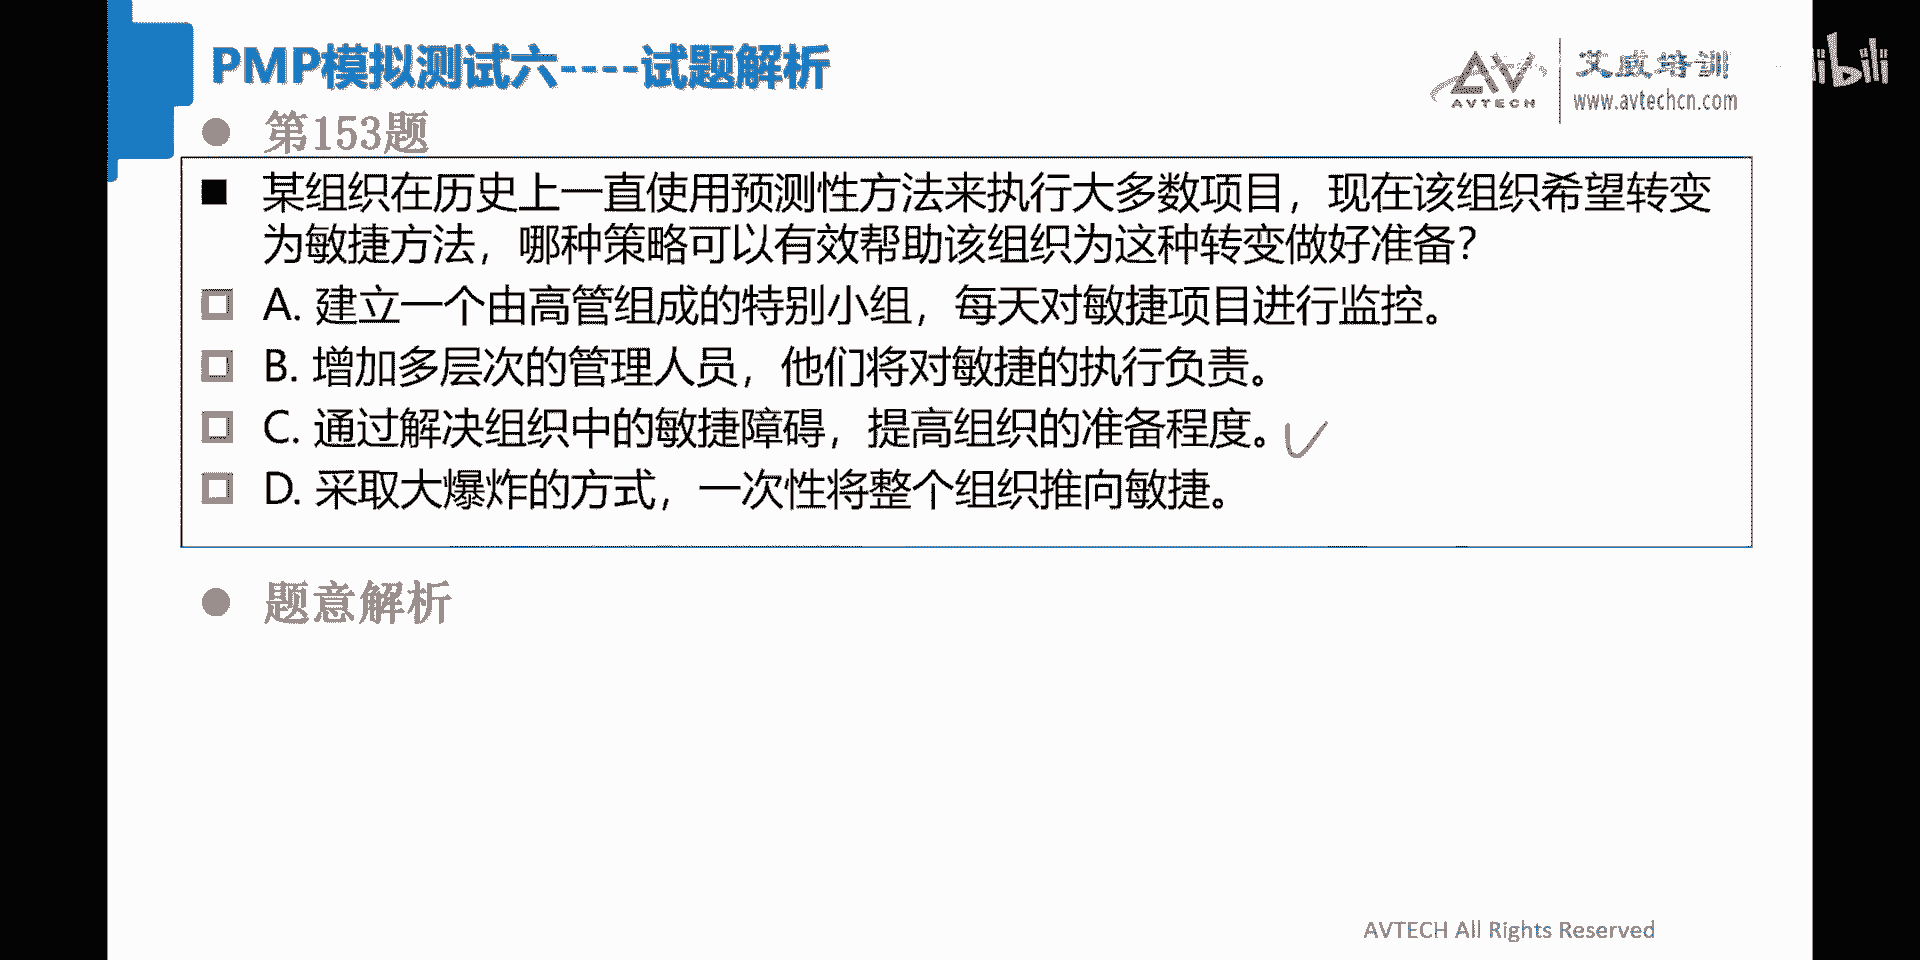 PMP模拟测试六----试题解析
AV
AVTECH
艾威培训
www.avtechcn.com
bili
第153题
某组织在历史上一直使用预测性方法来执行大多数项目，现在该组织希望转变
为敏捷方法，哪种策略可以有效帮助该组织为这种转变做好准备？
A. 建立一个由高管组成的特别小组，每天对敏捷项目进行监控。
B. 增加多层次的管理人员，他们将对敏捷的执行负责。
C. 通过解决组织中的敏捷障碍，提高组织的准备程度。
D. 采取大爆炸的方式，一次性将整个组织推向敏捷。
题意解析
AVTECH All Rights Reserved